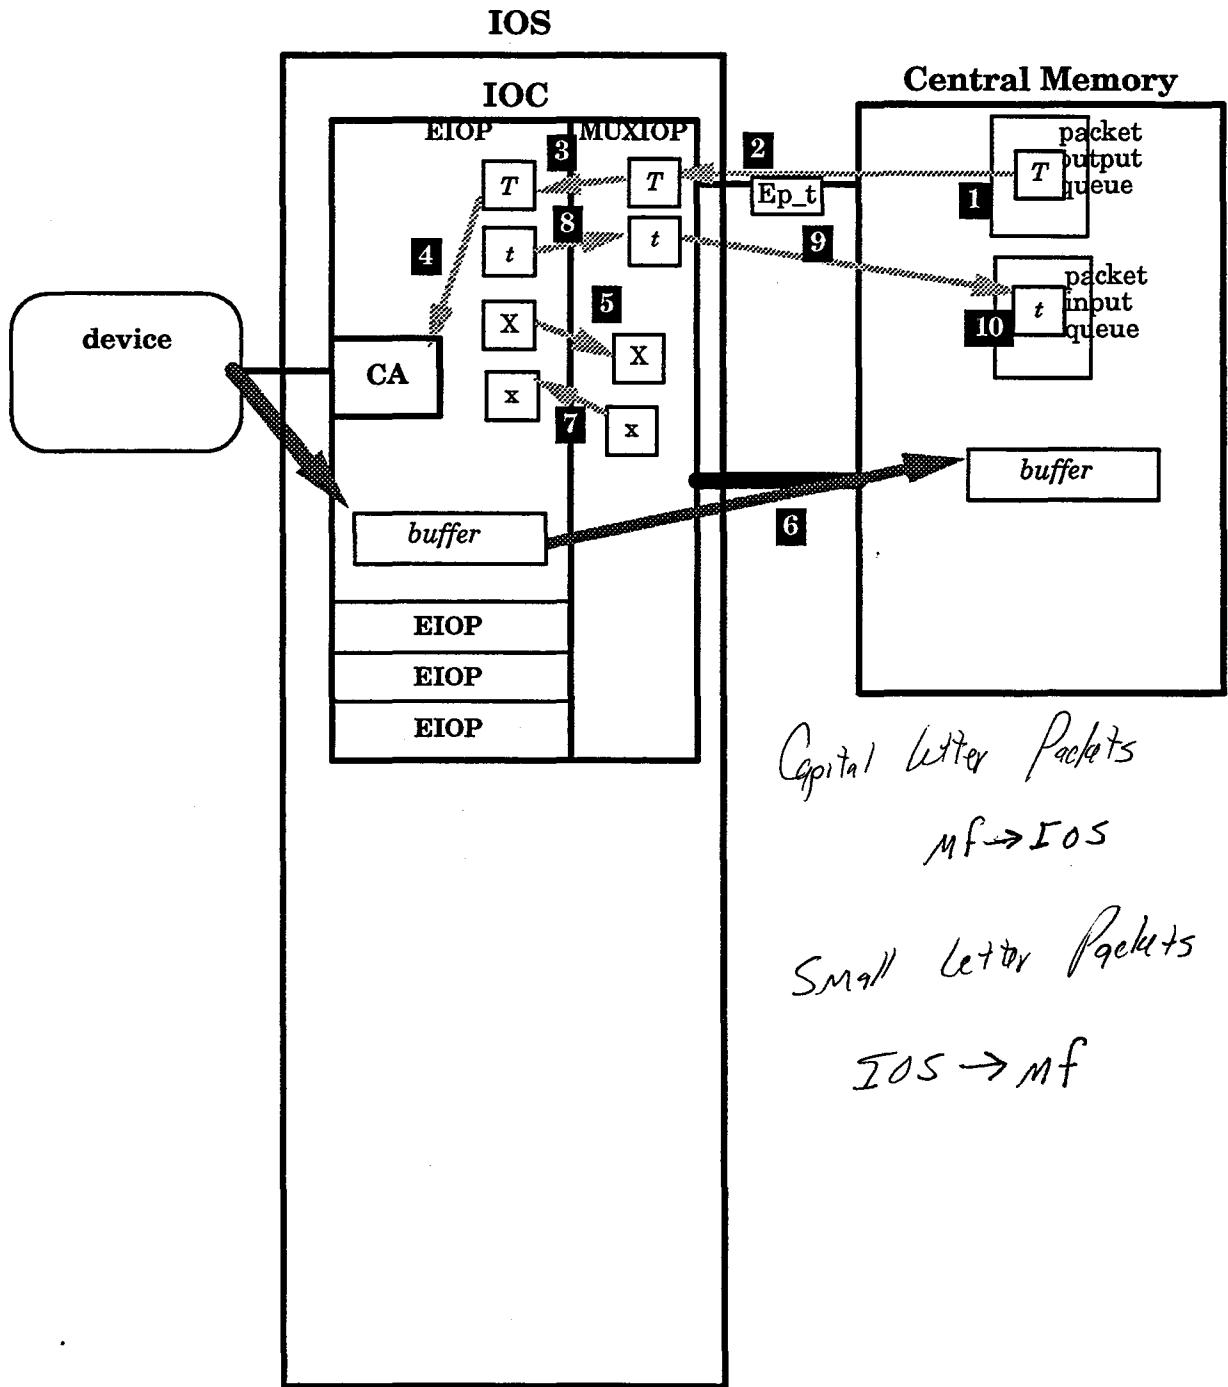 IOS
IOC
Central Memory
EIOP
MUXIOP
packet
output
queue
T
1
2
3
T
T
Ep_t
8
4
t
t
9
packet
input
queue
t
10
5
X
X
device
CA
x
7
x
buffer
buffer
6
EIOP
EIOP
EIOP
Capital Letter Packets
Mf→IOS
Small Letter Packets
IOS → Mf